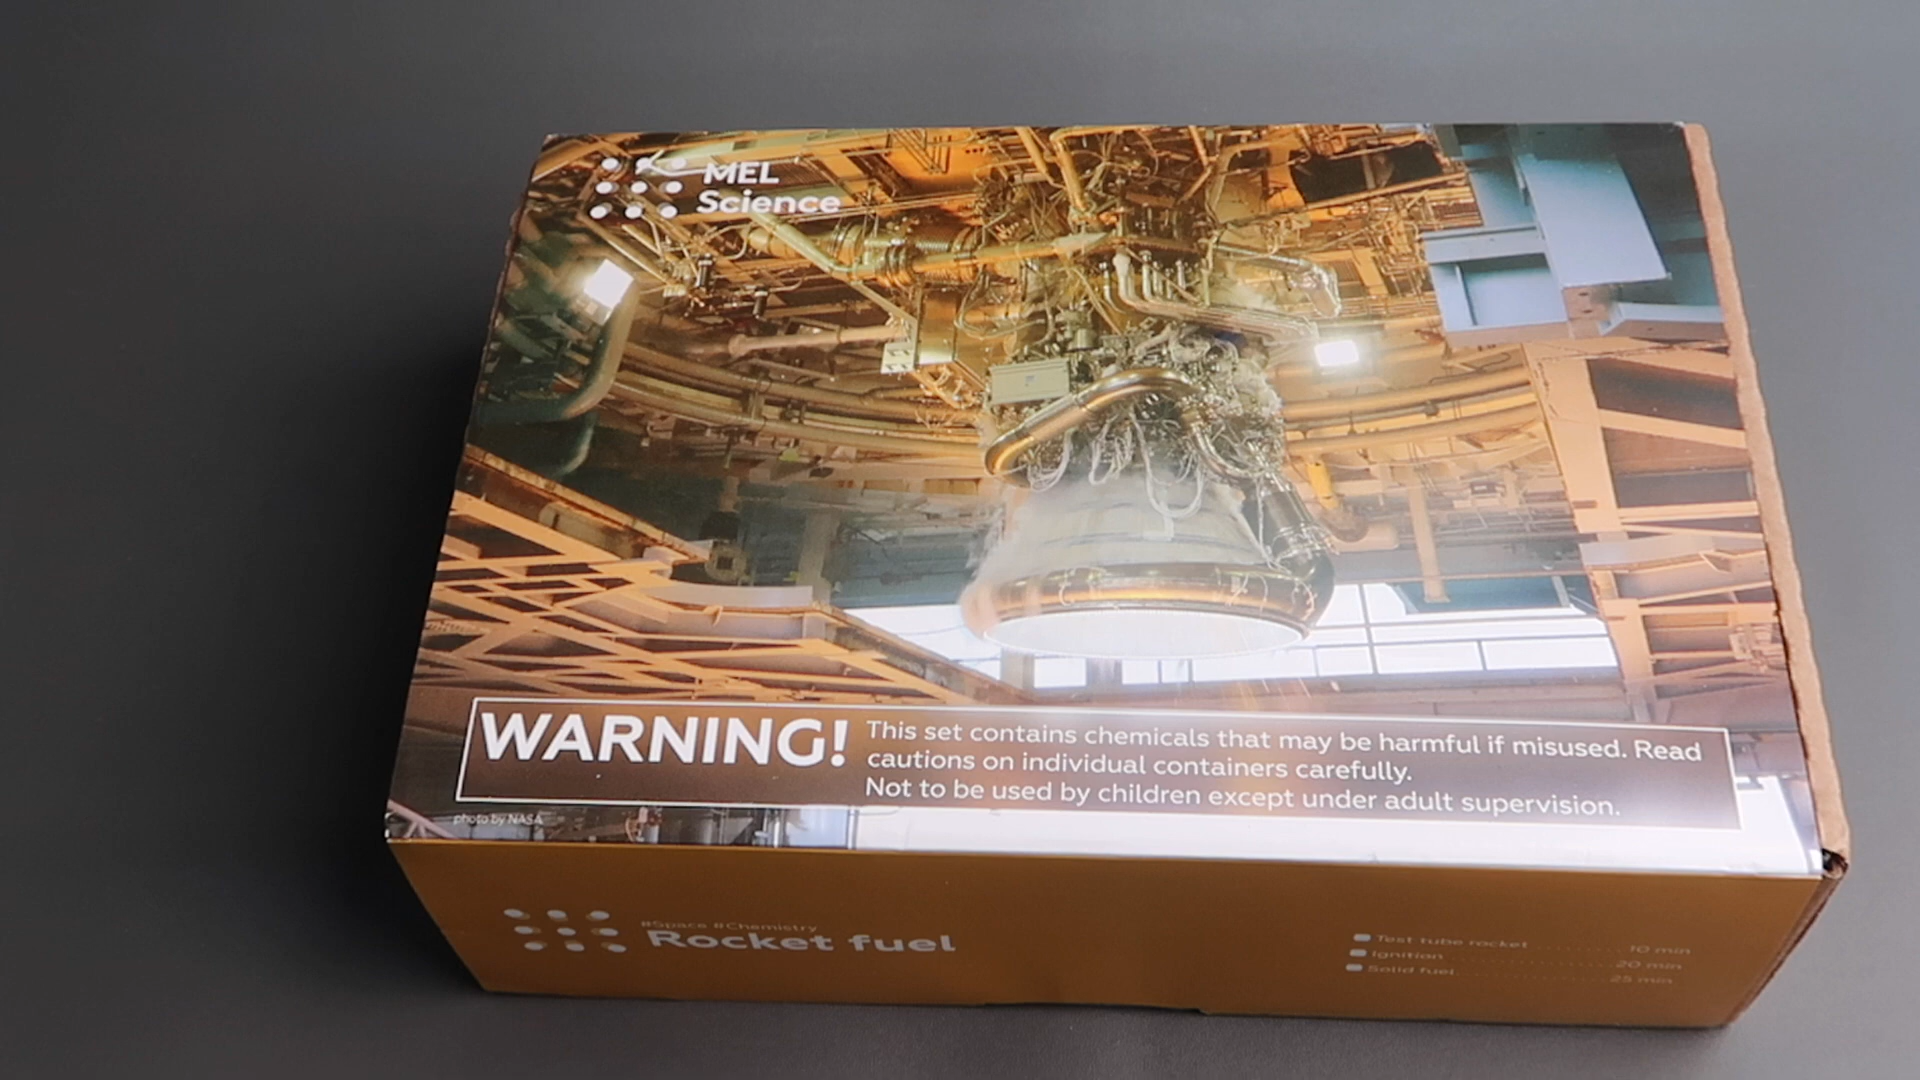 MEL
Science
WARNING!
This set contains chemicals that may be harmful if misused. Read
cautions on individual containers carefully.
Not to be used by children except under adult supervision.
photo by NASA
#Space #Chemistry
Rocket fuel
Test tube rocket 10 min
Ignition 20 min
Solid fuel 25 min